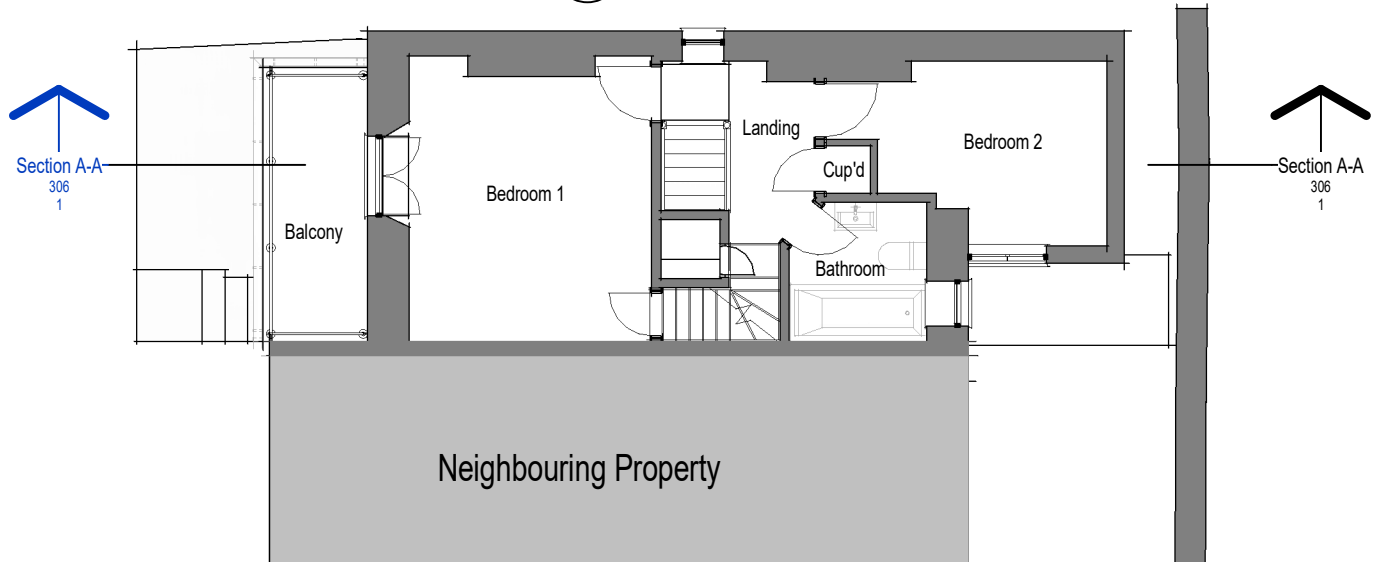 Landing
Bedroom 2
Section A-A
306
1
Cup'd
Section A-A
306
1
Bedroom 1
Balcony
Bathroom
Neighbouring Property